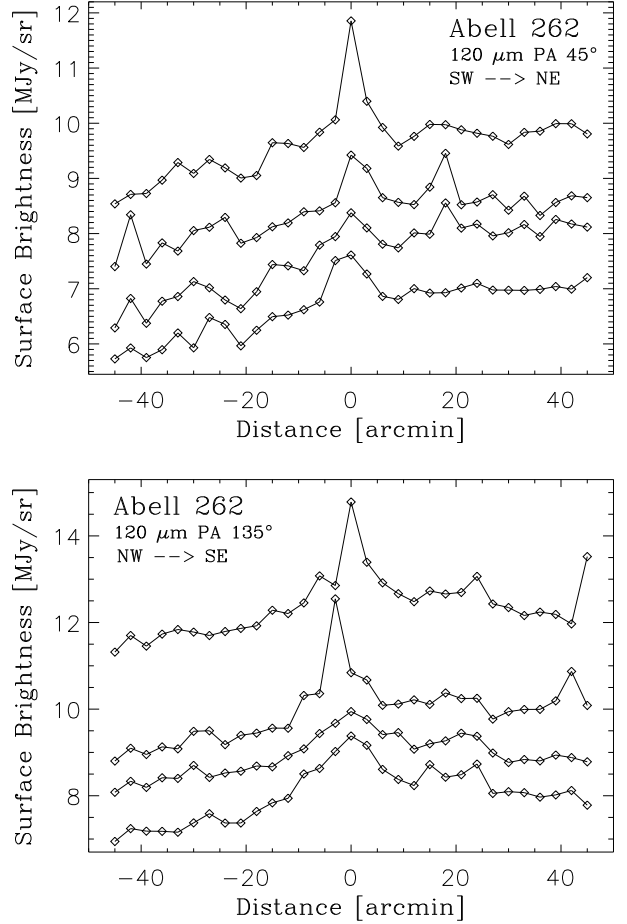 12
11
10
9
8
7
6
Surface Brightness [MJy/sr]
Abell 262
120 μm PA 45°
SW --> NE
−40 −20 0 20 40
Distance [arcmin]
14
12
10
8
Surface Brightness [MJy/sr]
Abell 262
120 μm PA 135°
NW --> SE
−40 −20 0 20 40
Distance [arcmin]